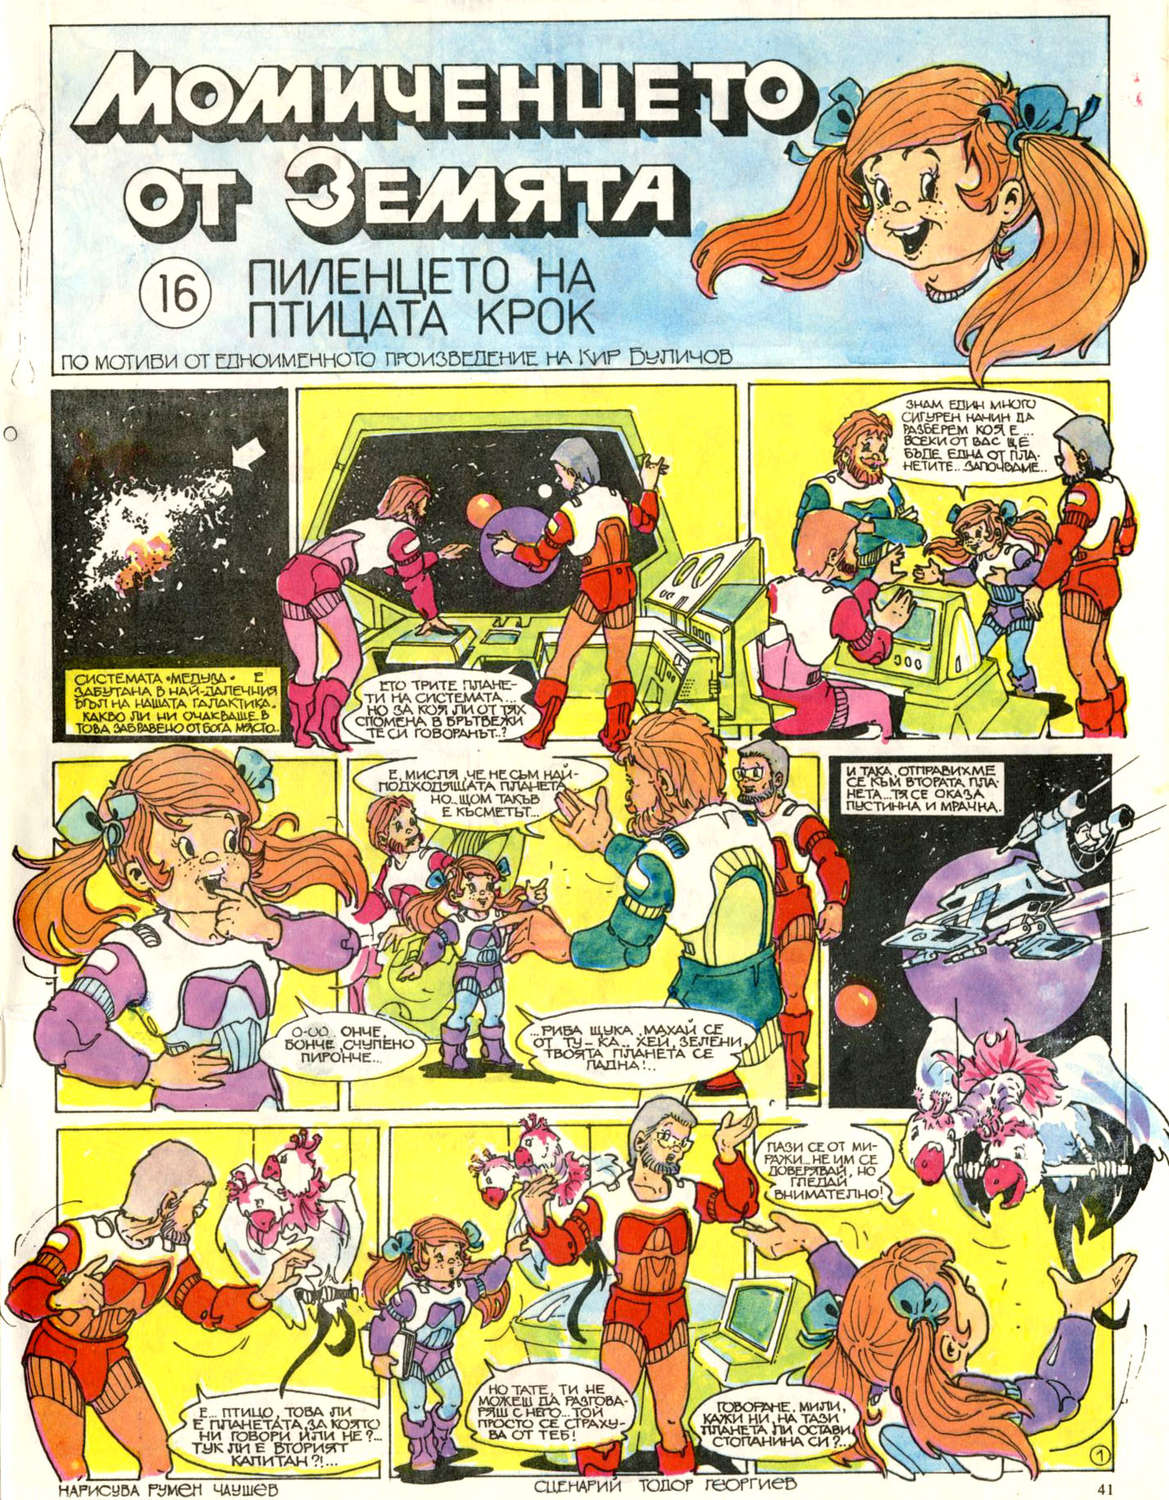 МОМИЧЕНЦЕТО
ОТ ЗЕМЯТА
16 ПИЛЕНЦЕТО НА
ПТИЦАТА КРОК
ПО МОТИВИ ОТ ЕДНОИМЕННОТО ПРОИЗВЕДЕНИЕ НА КИР БУЛИЧОВ
СИСТЕМАТА "МЕДУЗА" Е
ЗАБУТАНА В НАЙ-ДАЛЕЧНИЯ
ЪГЪЛ НА НАШАТА ГАЛАКТИКА.
КАКВО ЛИ НИ ОЧАКВАШЕ В
ТОВА ЗАБРАВЕНО ОТ БОГА МЯСТО..
ЕТО ТРИТЕ ПЛАНЕ-
ТИ НА СИСТЕМАТА...
НО ЗА КОЯ ЛИ ОТ ТЯХ
СПОМЕНА В БРЪТВЕЖИ
ТЕ СИ ГОВОРАНЪТ..?
ЗНАМ ЕДИН МНОГО
СИГУРЕН НАЧИН ДА
РАЗБЕРЕМ КОЯ Е...
ВСЕКИ ОТ ВАС ЩЕ
БЪДЕ ЕДНА ОТ ПЛА-
НЕТИТЕ.. ЗАПОЧВАМЕ..
О-ОО.. ОНЧЕ,
БОНЧЕ, СЧУПЕНО
ПИРОНЧЕ...
Е, МИСЛЯ, ЧЕ НЕ СЪМ НАЙ-
ПОДХОДЯЩАТА ПЛАНЕТА..
НО.. ЩОМ ТАКЪВ
Е КЪСМЕТЪТ...
...РИБА ЩУКА, МАХАЙ СЕ
ОТ ТУ-КА.. ХЕЙ, ЗЕЛЕНИ,
ТВОЯТА ПЛАНЕТА СЕ
ПАДНА!..
И ТАКА, ОТПРАВИХМЕ
СЕ КЪМ ВТОРАТА ПЛА-
НЕТА... ТЯ СЕ ОКАЗА
ПУСТИННА И МРАЧНА.
Е... ПТИЦО, ТОВА ЛИ
Е ПЛАНЕТАТА, ЗА КОЯТО
НИ ГОВОРИ ИЛИ НЕ?...
ТУК ЛИ Е ВТОРИЯТ
КАПИТАН?!...
НО ТАТЕ, ТИ НЕ
МОЖЕШ ДА РАЗГОВА-
РЯШ С НЕГО... ТОЙ
ПРОСТО СЕ СТРАХУ-
ВА ОТ ТЕБ!
ПАЗИ СЕ ОТ МИ-
РАЖИ... НЕ ИМ СЕ
ДОВЕРЯВАЙ, НО
ГЛЕДАЙ
ВНИМАТЕЛНО!
ГОВОРАНЕ, МИЛИ,
КАЖИ НИ, НА ТАЗИ
ПЛАНЕТА ЛИ ОСТАВИ
СТОПАНИНА СИ?...
1
НАРИСУВА РУМЕН ЧАУШЕВ
СЦЕНАРИЙ ТОДОР ГЕОРГИЕВ
41